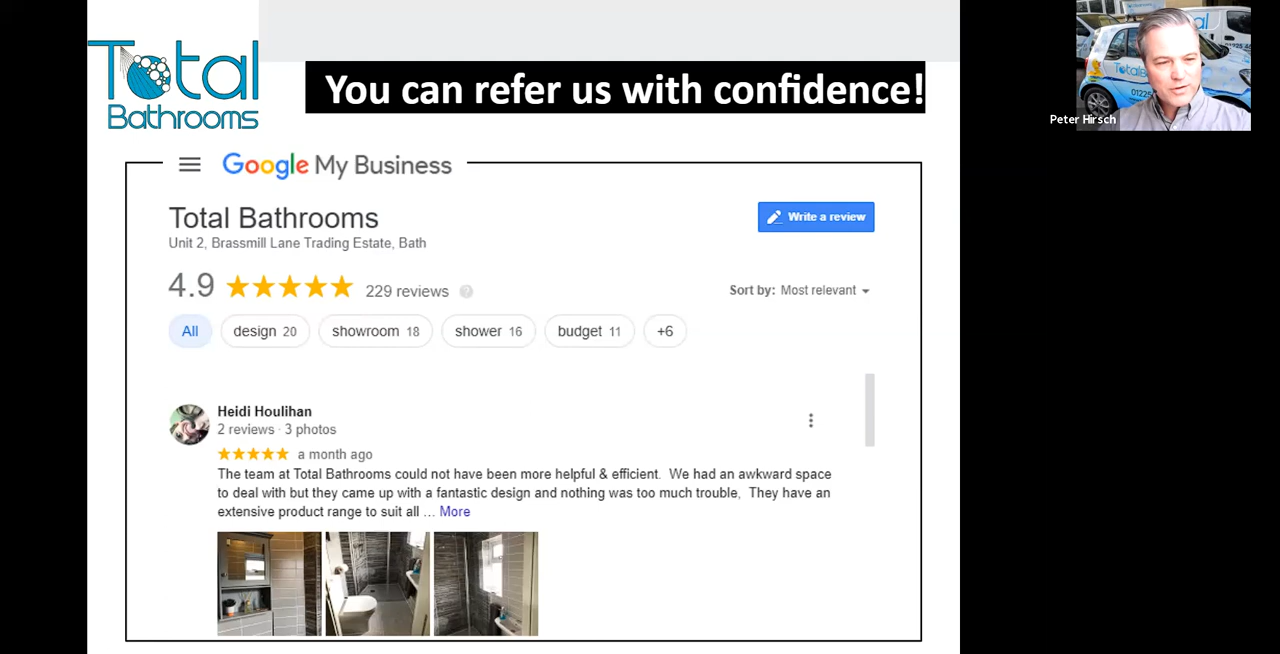 Total
Bathrooms
You can refer us with confidence!
Google My Business
Total Bathrooms
Unit 2, Brassmill Lane Trading Estate, Bath
Write a review
4.9
229 reviews
?
Sort by: Most relevant
All
design 20
showroom 18
shower 16
budget 11
+6
Heidi Houlihan
2 reviews · 3 photos
a month ago
The team at Total Bathrooms could not have been more helpful & efficient. We had an awkward space
to deal with but they came up with a fantastic design and nothing was too much trouble, They have an
extensive product range to suit all ... More
Peter Hirsch